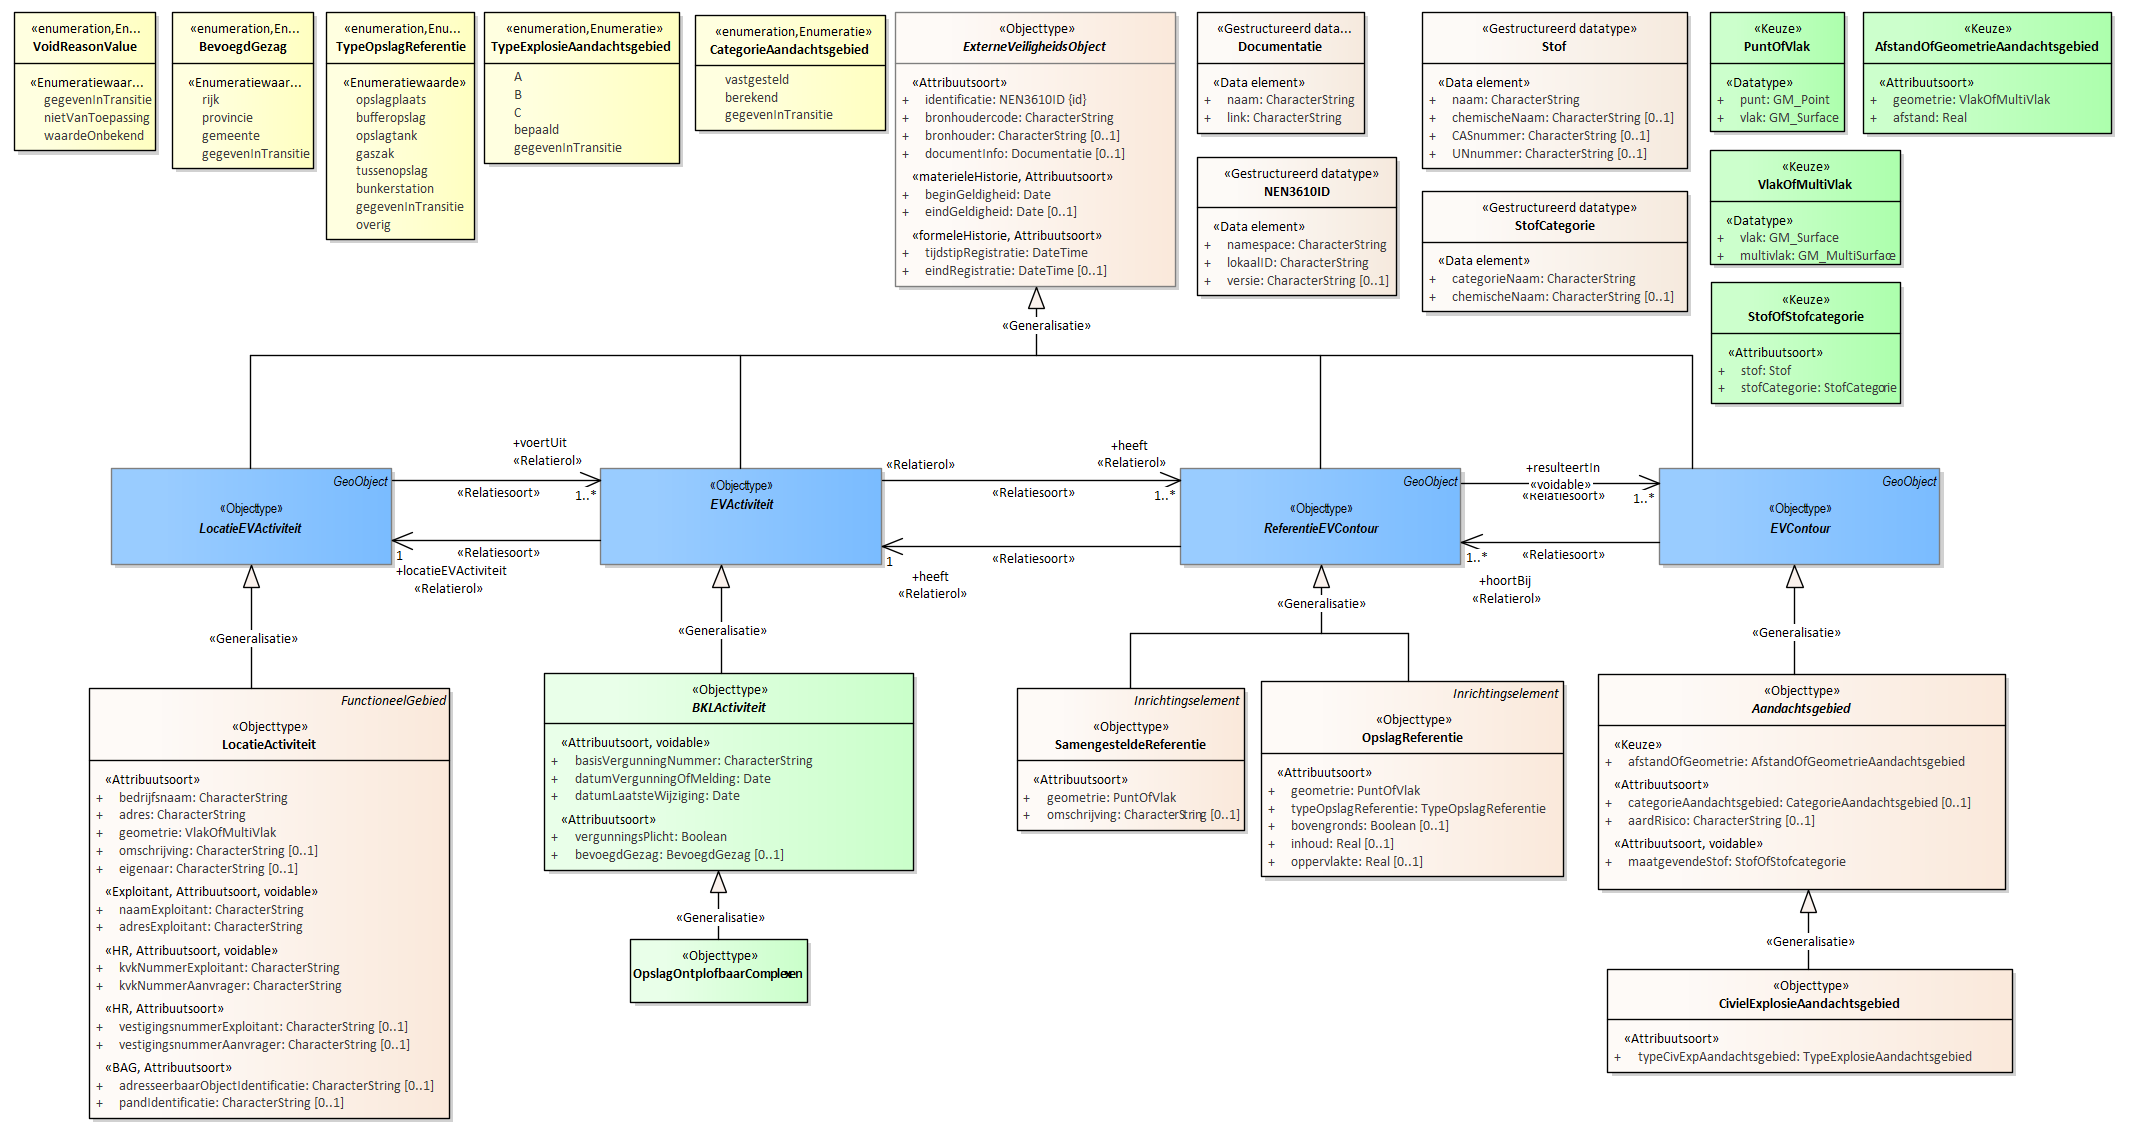 «enumeration,En...
VoidReasonValue
«Enumeratiewaar...
gegevenInTransitie
nietVanToepassing
waardeOnbekend
«enumeration,En...
BevoegdGezag
«Enumeratiewaar...
rijk
provincie
gemeente
gegevenInTransitie
«enumeration,Enu...
TypeOpslagReferentie
«Enumeratiewaarde»
opslagplaats
bufferopslag
opslagtank
gaszak
tussenopslag
bunkerstation
gegevenInTransitie
overig
«enumeration,Enumeratie»
TypeExplosieAandachtsgebied
A
B
C
bepaald
gegevenInTransitie
«enumeration,Enumeratie»
CategorieAandachtsgebied
vastgesteld
berekend
gegevenInTransitie
«Objecttype»
ExterneVeiligheidsObject
«Attribuutsoort»
+ identificatie: NEN3610ID {id}
+ bronhoudercode: CharacterString
+ bronhouder: CharacterString [0..1]
+ documentInfo: Documentatie [0..1]
«materieleHistorie, Attribuutsoort»
+ beginGeldigheid: Date
+ eindGeldigheid: Date [0..1]
«formeleHistorie, Attribuutsoort»
+ tijdstipRegistratie: DateTime
+ eindRegistratie: DateTime [0..1]
«Gestructureerd data...
Documentatie
«Data element»
+ naam: CharacterString
+ link: CharacterString
«Gestructureerd datatype»
NEN3610ID
«Data element»
+ namespace: CharacterString
+ lokaalID: CharacterString
+ versie: CharacterString [0..1]
«Gestructureerd datatype»
Stof
«Data element»
+ naam: CharacterString
+ chemischeNaam: CharacterString [0..1]
+ CASnummer: CharacterString [0..1]
+ UNnummer: CharacterString [0..1]
«Gestructureerd datatype»
StofCategorie
«Data element»
+ categorieNaam: CharacterString
+ chemischeNaam: CharacterString [0..1]
«Keuze»
PuntOfVlak
«Datatype»
+ punt: GM_Point
+ vlak: GM_Surface
«Keuze»
AfstandOfGeometrieAandachtsgebied
«Attribuutsoort»
+ geometrie: VlakOfMultiVlak
+ afstand: Real
«Keuze»
VlakOfMultiVlak
«Datatype»
+ vlak: GM_Surface
+ multivlak: GM_MultiSurface
«Keuze»
StofOfStofcategorie
«Attribuutsoort»
+ stof: Stof
+ stofCategorie: StofCategorie
«Generalisatie»
GeoObject
«Objecttype»
LocatieEVActiviteit
+voertUit
«Relatierol»
«Relatiesoort»
1..*
«Relatiesoort»
1
+locatieEVActiviteit
«Relatierol»
«Objecttype»
EVActiviteit
«Relatierol»
+heeft
«Relatierol»
«Relatiesoort»
1..*
«Relatiesoort»
1
+heeft
«Relatierol»
GeoObject
«Objecttype»
ReferentieEVContour
+resulteertIn
«voidable»
«Relatiesoort»
1..*
«Relatiesoort»
1..*
+hoortBij
«Relatierol»
GeoObject
«Objecttype»
EVContour
«Generalisatie»
«Generalisatie»
«Generalisatie»
«Generalisatie»
FunctioneelGebied
«Objecttype»
LocatieActiviteit
«Attribuutsoort»
+ bedrijfsnaam: CharacterString
+ adres: CharacterString
+ geometrie: VlakOfMultiVlak
+ omschrijving: CharacterString [0..1]
+ eigenaar: CharacterString [0..1]
«Exploitant, Attribuutsoort, voidable»
+ naamExploitant: CharacterString
+ adresExploitant: CharacterString
«HR, Attribuutsoort, voidable»
+ kvkNummerExploitant: CharacterString
+ kvkNummerAanvrager: CharacterString
«HR, Attribuutsoort»
+ vestigingsnummerExploitant: CharacterString [0..1]
+ vestigingsnummerAanvrager: CharacterString [0..1]
«BAG, Attribuutsoort»
+ adresseerbaarObjectIdentificatie: CharacterString [0..1]
+ pandIdentificatie: CharacterString [0..1]
«Objecttype»
BKLActiviteit
«Attribuutsoort, voidable»
+ basisVergunningNummer: CharacterString
+ datumVergunningOfMelding: Date
+ datumLaatsteWijziging: Date
«Attribuutsoort»
+ vergunningsPlicht: Boolean
+ bevoegdGezag: BevoegdGezag [0..1]
«Generalisatie»
«Objecttype»
OpslagOntplofbaarComplexen
Inrichtingselement
«Objecttype»
SamengesteldeReferentie
«Attribuutsoort»
+ geometrie: PuntOfVlak
+ omschrijving: CharacterString [0..1]
Inrichtingselement
«Objecttype»
OpslagReferentie
«Attribuutsoort»
+ geometrie: PuntOfVlak
+ typeOpslagReferentie: TypeOpslagReferentie
+ bovengronds: Boolean [0..1]
+ inhoud: Real [0..1]
+ oppervlakte: Real [0..1]
«Objecttype»
Aandachtsgebied
«Keuze»
+ afstandOfGeometrie: AfstandOfGeometrieAandachtsgebied
«Attribuutsoort»
+ categorieAandachtsgebied: CategorieAandachtsgebied [0..1]
+ aardRisico: CharacterString [0..1]
«Attribuutsoort, voidable»
+ maatgevendeStof: StofOfStofcategorie
«Generalisatie»
«Objecttype»
CivielExplosieAandachtsgebied
«Attribuutsoort»
+ typeCivExpAandachtsgebied: TypeExplosieAandachtsgebied